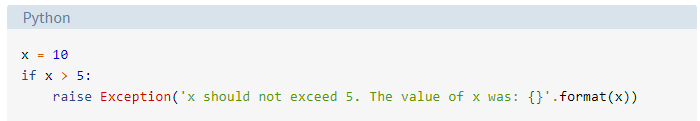 Python
x = 10
if x > 5:
    raise Exception('x should not exceed 5. The value of x was: {}'.format(x))